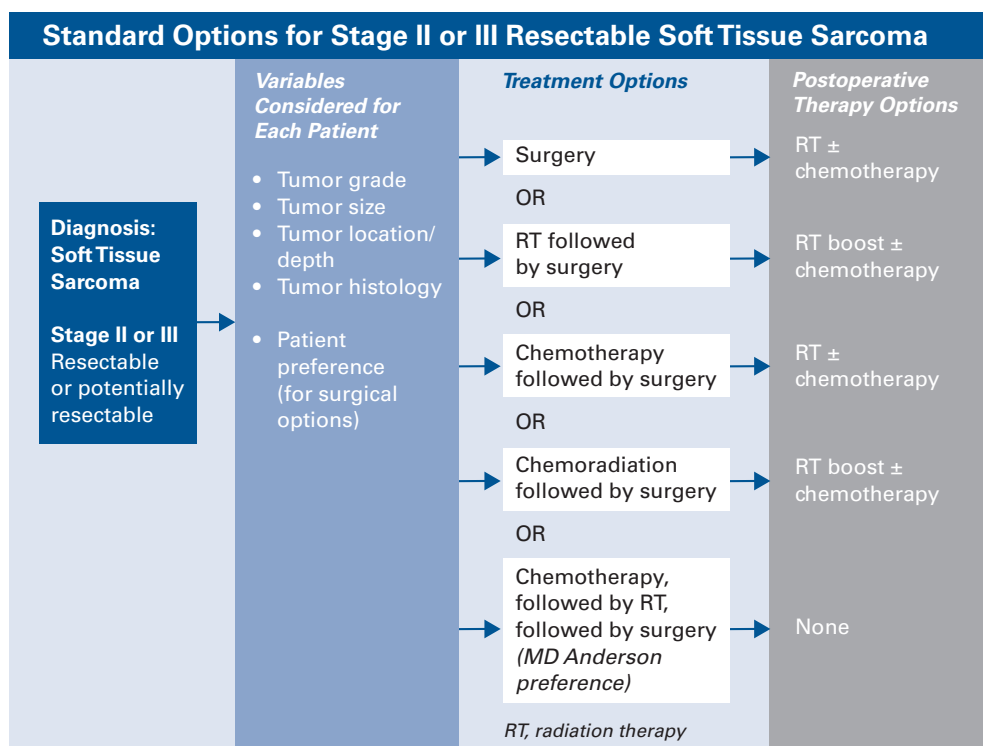 Standard Options for Stage II or III Resectable Soft Tissue Sarcoma
Diagnosis:
Soft Tissue
Sarcoma
Stage II or III
Resectable
or potentially
resectable
Variables
Considered for
Each Patient
• Tumor grade
• Tumor size
• Tumor location/
depth
• Tumor histology
• Patient
preference
(for surgical
options)
Treatment Options
Surgery
OR
RT followed
by surgery
OR
Chemotherapy
followed by surgery
OR
Chemoradiation
followed by surgery
OR
Chemotherapy,
followed by RT,
followed by surgery
(MD Anderson
preference)
RT, radiation therapy
Postoperative
Therapy Options
RT ±
chemotherapy
RT boost ±
chemotherapy
RT ±
chemotherapy
RT boost ±
chemotherapy
None